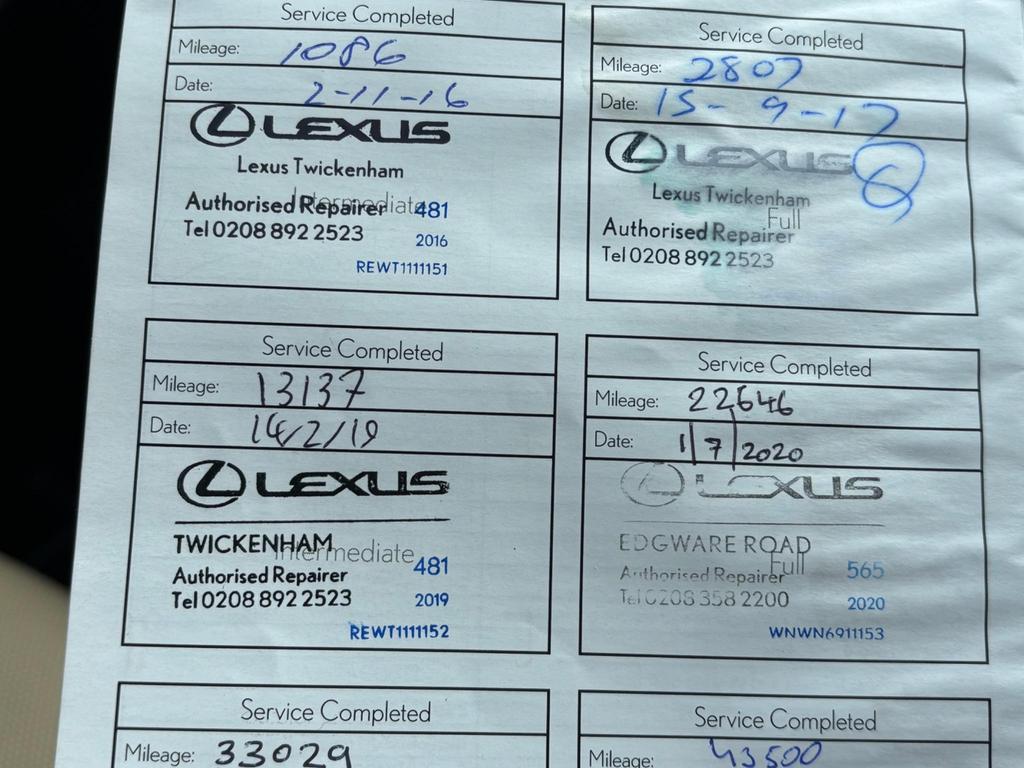 Service Completed
Mileage: 1086
Date: 2-11-16
LEXUS
Lexus Twickenham
Intermediate
Authorised Repairer 481
Tel 0208 892 2523 2016
REWT1111151
Service Completed
Mileage: 2807
Date: 15-9-17
LEXUS
Lexus Twickenham
Full
Authorised Repairer
Tel 0208 892 2523
Service Completed
Mileage: 13137
Date: 14/2/19
LEXUS
TWICKENHAM
Intermediate
Authorised Repairer 481
Tel 0208 892 2523 2019
REWT1111152
Service Completed
Mileage: 22646
Date: 1/7/2020
LEXUS
EDGWARE ROAD
Full
Authorised Repairer 565
Tel 0208 358 2200 2020
WNWN6911153
Service Completed
Mileage: 33029
Service Completed
Mileage: 43500